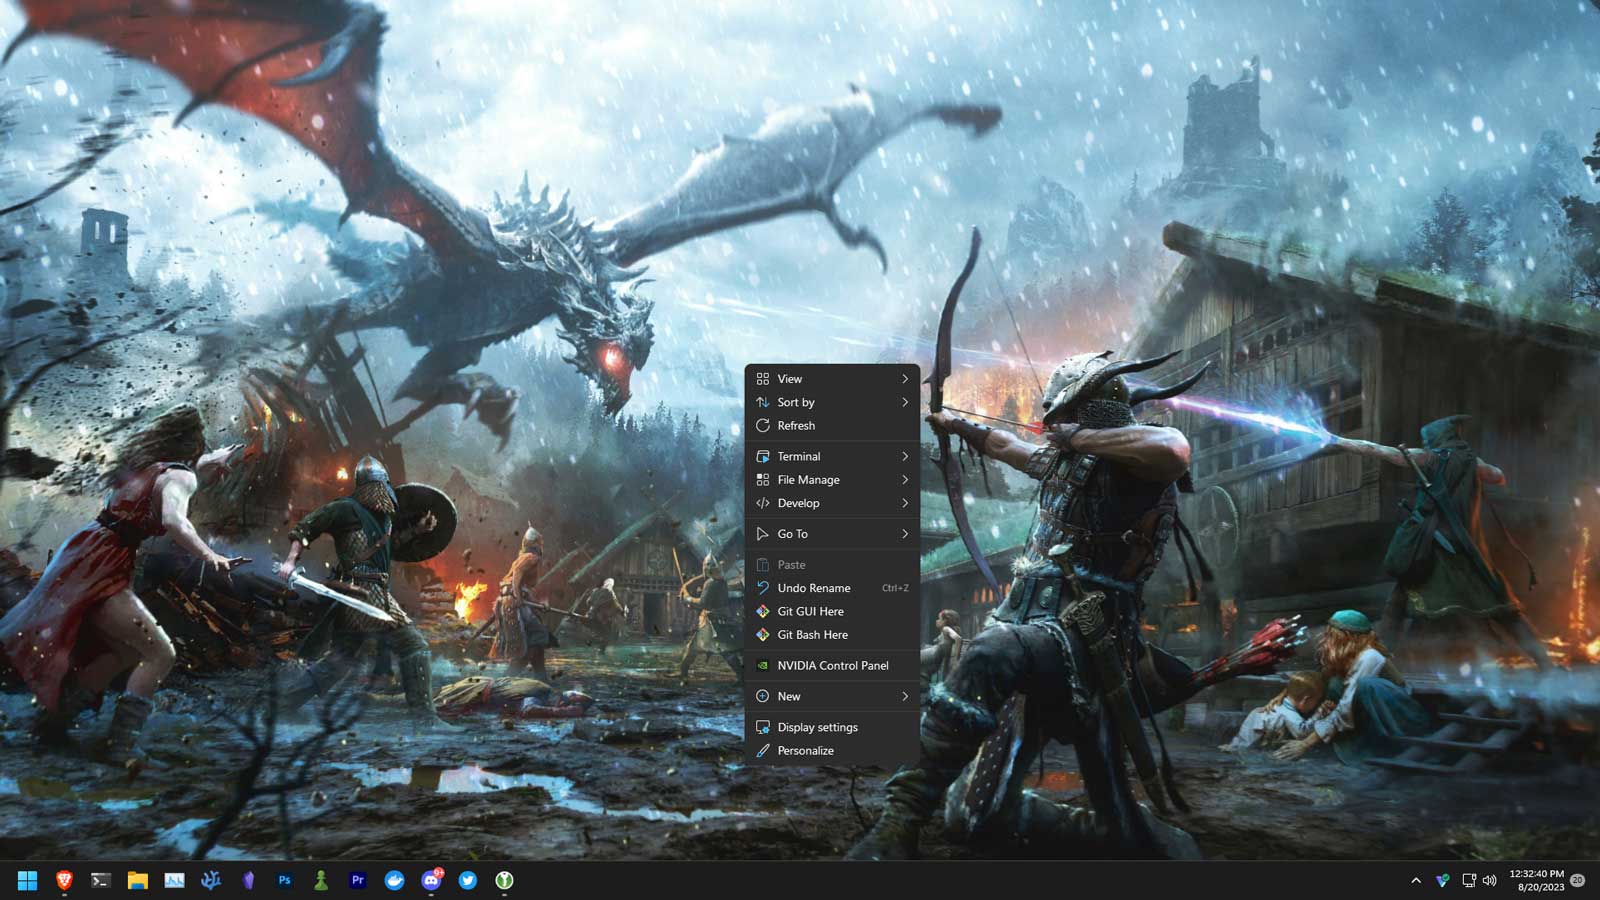 View
Sort by
Refresh
Terminal
File Manage
Develop
Go To
Paste
Undo Rename Ctrl+Z
Git GUI Here
Git Bash Here
NVIDIA Control Panel
New
Display settings
Personalize
Ps
Pr
9+
12:32:40 PM
8/20/2023
20